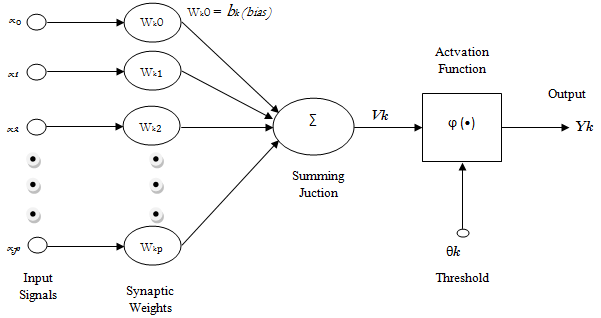 x0 Wk0 Wk0 = bk (bias)
x1 Wk1
x2 Wk2
xp Wkp
Σ
Summing
Juction
Vk
Actvation
Function
φ (•)
Output
Yk
θk
Threshold
Input
Signals
Synaptic
Weights